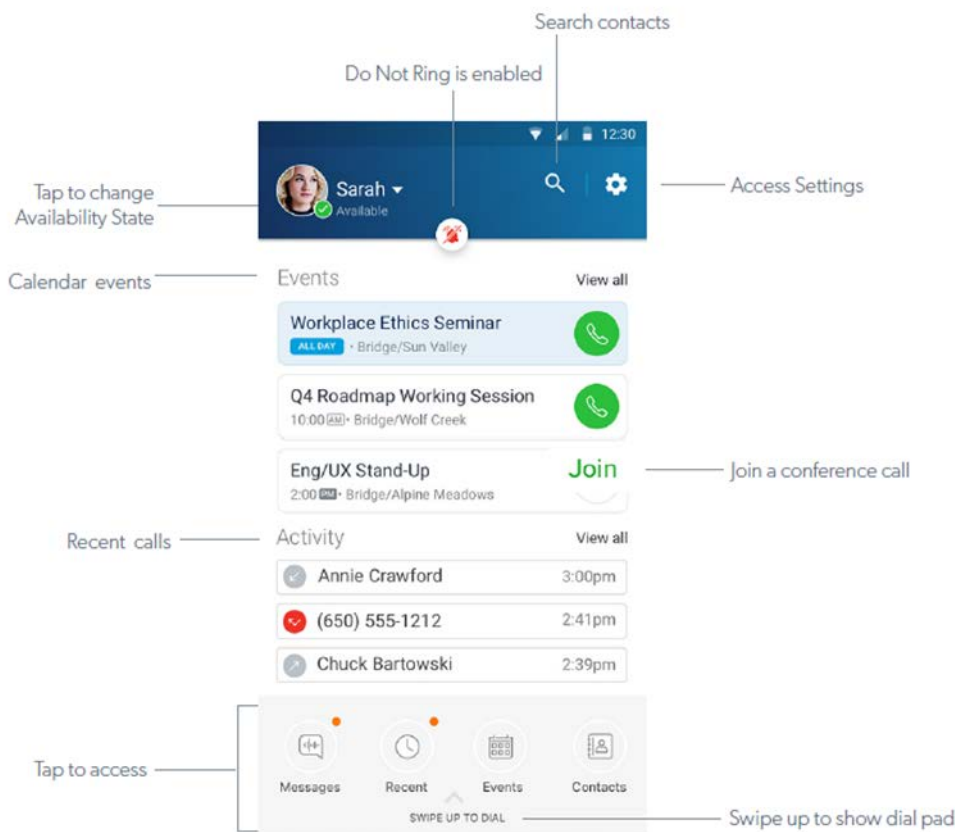 Search contacts
Do Not Ring is enabled
12:30
Tap to change
Availability State
Sarah
Available
Access Settings
Calendar events
Events
View all
Workplace Ethics Seminar
ALL DAY • Bridge/Sun Valley
Q4 Roadmap Working Session
10:00 AM • Bridge/Wolf Creek
Eng/UX Stand-Up
2:00 PM • Bridge/Alpine Meadows
Join
Join a conference call
Recent calls
Activity
View all
Annie Crawford
3:00pm
(650) 555-1212
2:41pm
Chuck Bartowski
2:39pm
Tap to access
Messages
Recent
Events
Contacts
SWIPE UP TO DIAL
Swipe up to show dial pad